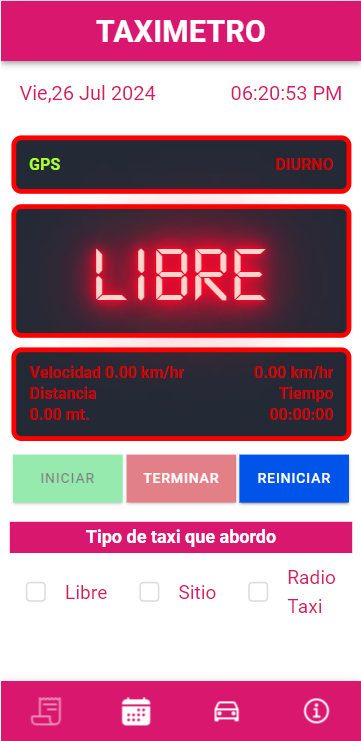 TAXIMETRO
Vie,26 Jul 2024 06:20:53 PM
GPS DIURNO
LIBRE
Velocidad 0.00 km/hr 0.00 km/hr
Distancia Tiempo
0.00 mt. 00:00:00
INICIAR TERMINAR REINICIAR
Tipo de taxi que abordo
Libre Sitio Radio
Taxi